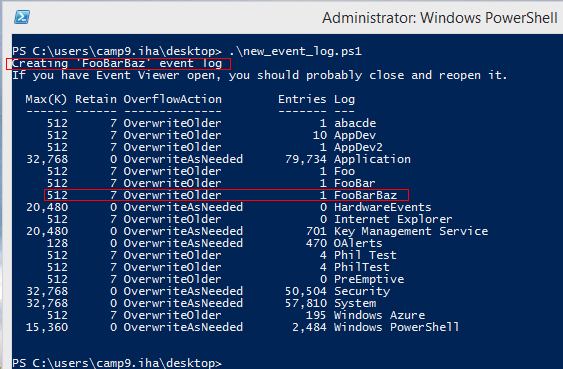 Administrator: Windows PowerShell
PS C:\users\camp9.iha\desktop> .\new_event_log.ps1
Creating 'FooBarBaz' event log
If you have Event Viewer open, you should probably close and reopen it.
Max(K) Retain OverflowAction Entries Log
------ ------ -------------- ------- ---
512 7 OverwriteOlder 1 abacde
512 7 OverwriteOlder 10 AppDev
512 7 OverwriteOlder 1 AppDev2
32,768 0 OverwriteAsNeeded 79,734 Application
512 7 OverwriteOlder 1 Foo
512 7 OverwriteOlder 1 FooBar
512 7 OverwriteOlder 1 FooBarBaz
20,480 0 OverwriteAsNeeded 0 HardwareEvents
512 7 OverwriteOlder 0 Internet Explorer
20,480 0 OverwriteAsNeeded 701 Key Management Service
128 0 OverwriteAsNeeded 470 OAlerts
512 7 OverwriteOlder 4 Phil Test
512 7 OverwriteOlder 4 PhilTest
512 7 OverwriteOlder 0 PreEmptive
32,768 0 OverwriteAsNeeded 50,504 Security
32,768 0 OverwriteAsNeeded 57,810 System
512 7 OverwriteOlder 195 Windows Azure
15,360 0 OverwriteAsNeeded 2,484 Windows PowerShell
PS C:\users\camp9.iha\desktop>